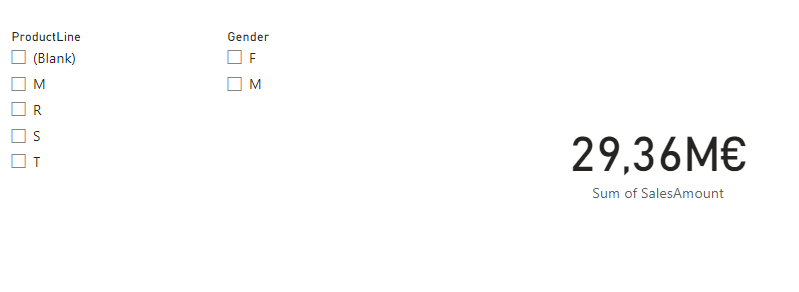 ProductLine
(Blank)
M
R
S
T
Gender
F
M
29,36M€
Sum of SalesAmount